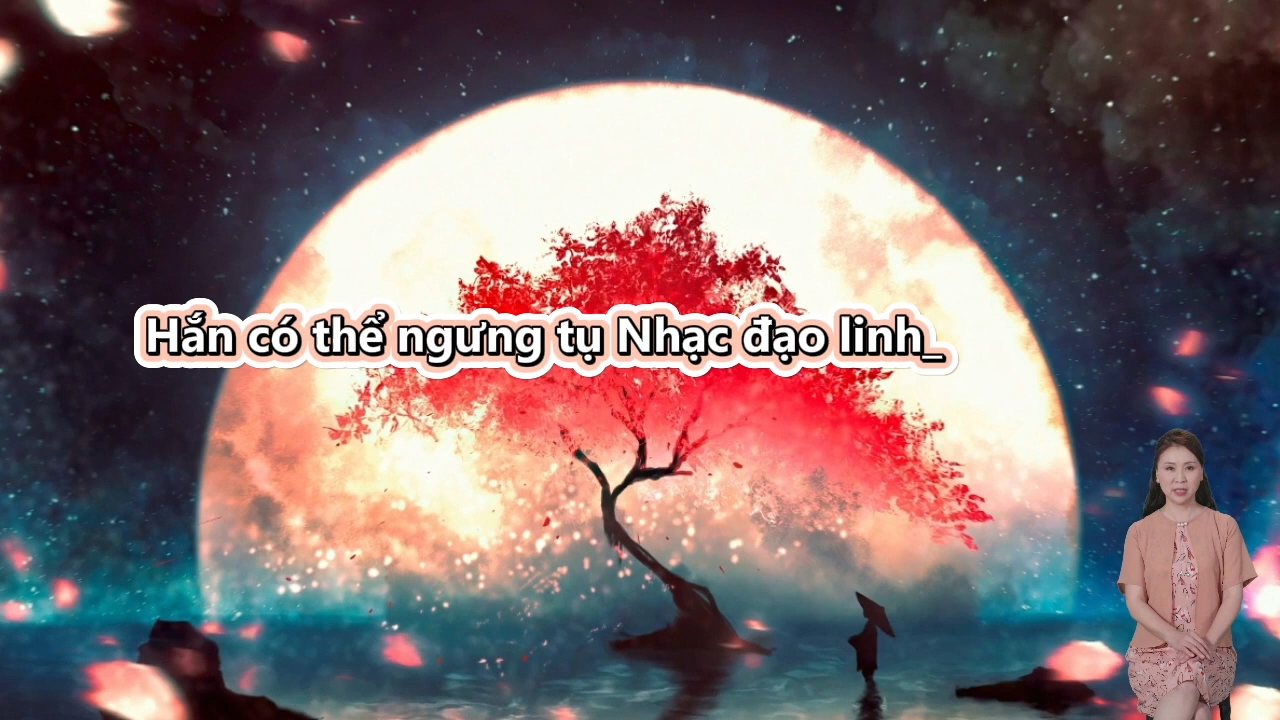 Hắn có thể ngưng tụ Nhạc đạo linh_